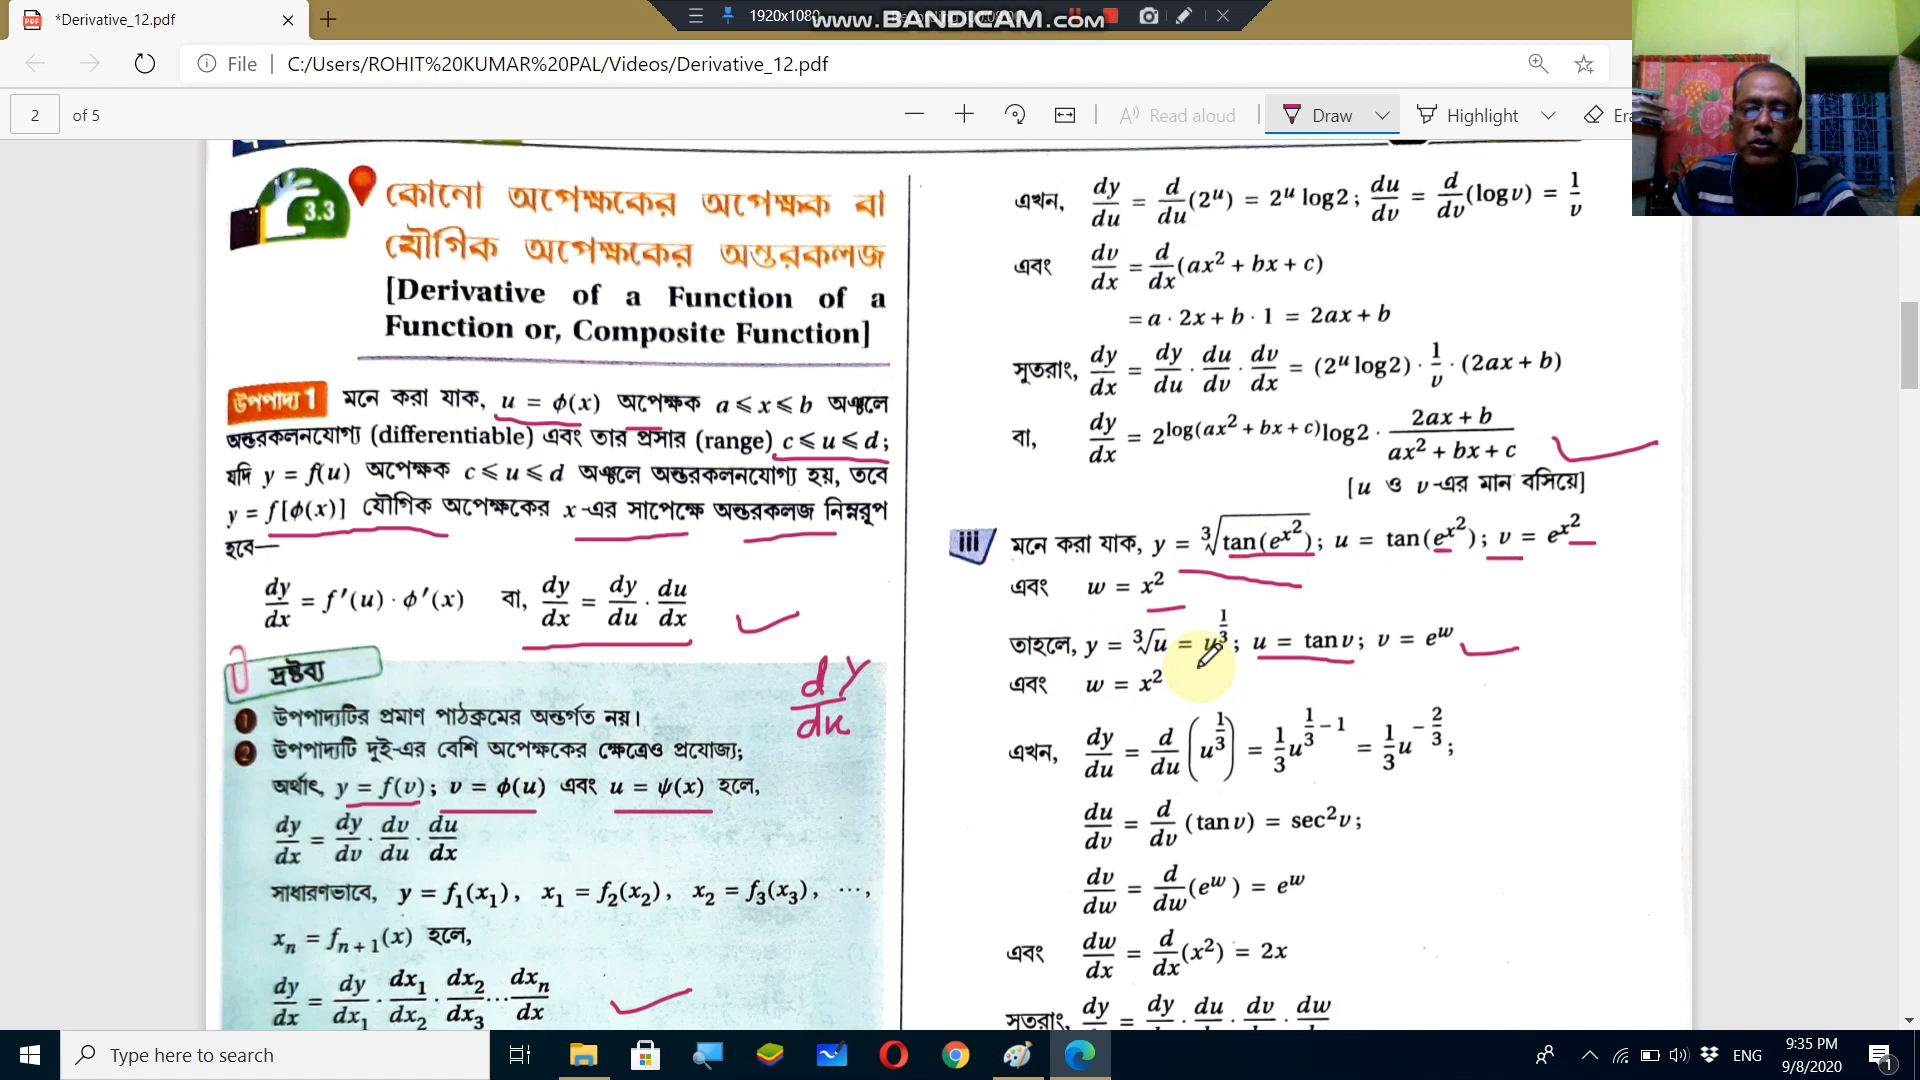 *Derivative_12.pdf
1920x1080
www.BANDICAM.com
File
C:/Users/ROHIT%20KUMAR%20PAL/Videos/Derivative_12.pdf
2 of 5
Read aloud
Draw
Highlight
3.3
কোনো অপেক্ষকের অপেক্ষক বা
যৌগিক অপেক্ষকের অন্তরকলজ
[Derivative of a Function of a
Function or, Composite Function]
উপপাদ্য 1 মনে করা যাক, u = ϕ(x) অপেক্ষক a ⩽ x ⩽ b অঞ্চলে
অন্তরকলনযোগ্য (differentiable) এবং তার প্রসার (range) c ⩽ u ⩽ d;
যদি y = f(u) অপেক্ষক c ⩽ u ⩽ d অঞ্চলে অন্তরকলনযোগ্য হয়, তবে
y = f[ϕ(x)] যৌগিক অপেক্ষকের x-এর সাপেক্ষে অন্তরকলজ নিম্নরূপ
হবে—
dy/dx = f′(u) · ϕ′(x) বা, dy/dx = dy/du · du/dx
দ্রষ্টব্য
dy/du
1 উপপাদ্যটির প্রমাণ পাঠক্রমের অন্তর্গত নয়।
2 উপপাদ্যটি দুই-এর বেশি অপেক্ষকের ক্ষেত্রেও প্রযোজ্য;
অর্থাৎ, y = f(v); v = ϕ(u) এবং u = ψ(x) হলে,
dy/dx = dy/dv · dv/du · du/dx
সাধারণভাবে, y = f₁(x₁), x₁ = f₂(x₂), x₂ = f₃(x₃), ⋯,
xₙ = fₙ₊₁(x) হলে,
dy/dx = dy/dx₁ · dx₁/dx₂ · dx₂/dx₃ ⋯ dxₙ/dx
এখন, dy/du = d/du (2ᵘ) = 2ᵘ log2; du/dv = d/dv (logv) = 1/v
এবং dv/dx = d/dx (ax² + bx + c)
= a · 2x + b · 1 = 2ax + b
সুতরাং, dy/dx = dy/du · du/dv · dv/dx = (2ᵘ log2) · 1/v · (2ax + b)
বা, dy/dx = 2^log(ax² + bx + c) log2 · (2ax + b)/(ax² + bx + c)
[u ও v-এর মান বসিয়ে]
iii মনে করা যাক, y = ∛tan(e^x²); u = tan(e^x²); v = e^x²
এবং w = x²
তাহলে, y = ∛u = u^1/3; u = tanv; v = e^w
এবং w = x²
এখন, dy/du = d/du (u^1/3) = 1/3 u^(1/3 − 1) = 1/3 u^−2/3;
du/dv = d/dv (tanv) = sec²v;
dv/dw = d/dw (e^w) = e^w
এবং dw/dx = d/dx (x²) = 2x
সুতরাং, dy/ = dy/ · du/ · dv/ · dw/
Type here to search
ENG
9:35 PM
9/8/2020
1